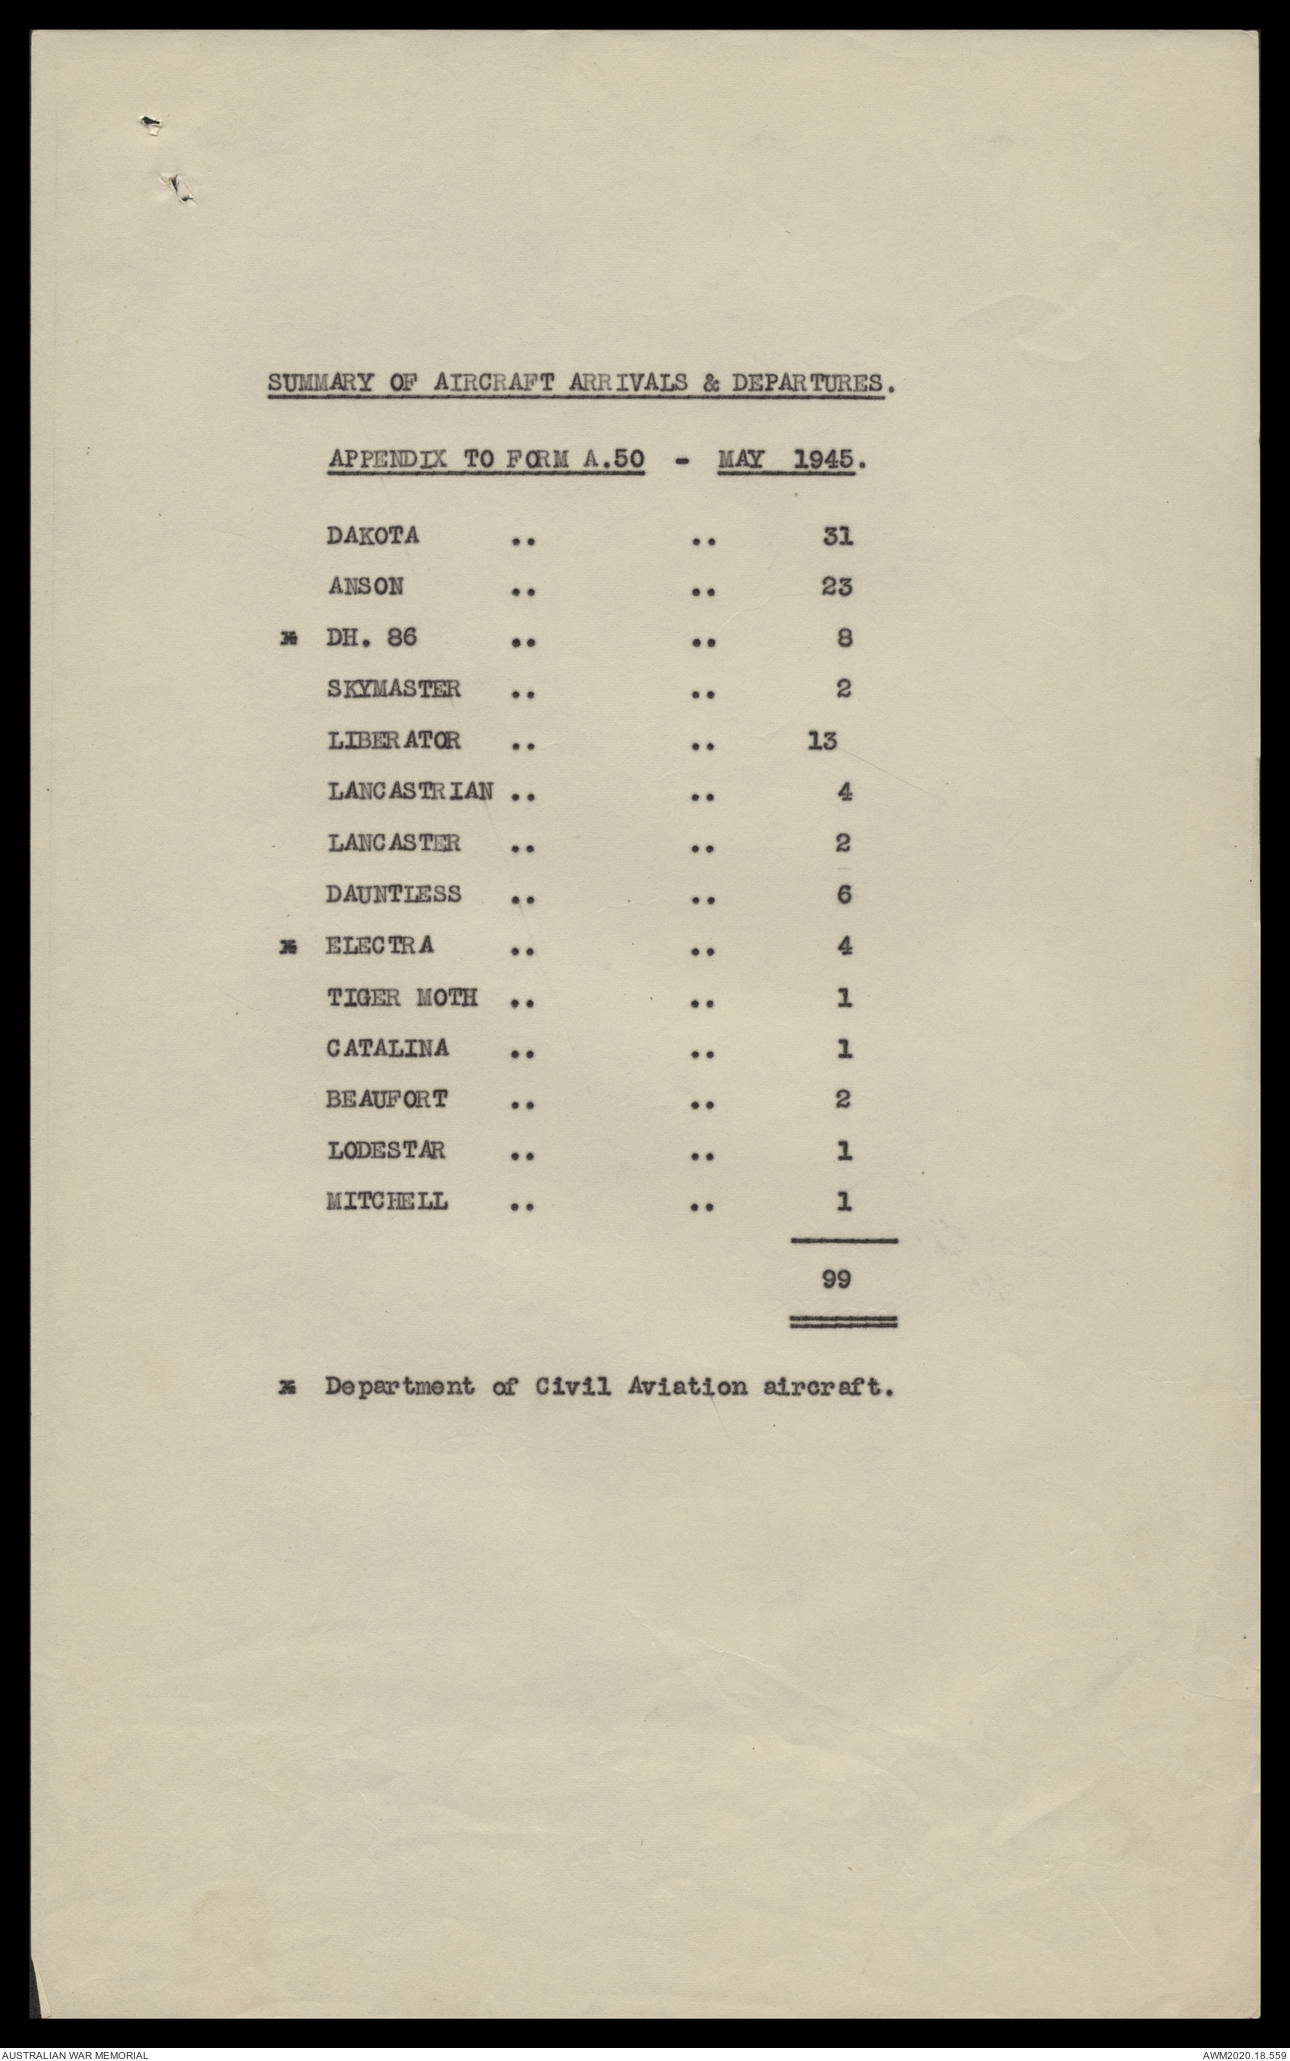 SUMMARY OF AIRCRAFT ARRIVALS & DEPARTURES.
APPENDIX TO FORM A.50 - MAY 1945.
DAKOTA .. .. 31
ANSON .. .. 23
* DH. 86 .. .. 8
SKYMASTER .. .. 2
LIBERATOR .. .. 13
LANCASTRIAN .. .. 4
LANCASTER .. .. 2
DAUNTLESS .. .. 6
* ELECTRA .. .. 4
TIGER MOTH .. .. 1
CATALINA .. .. 1
BEAUFORT .. .. 2
LODESTAR .. .. 1
MITCHELL .. .. 1
99
* Department of Civil Aviation aircraft.
AUSTRALIAN WAR MEMORIAL AWM2020.18.559